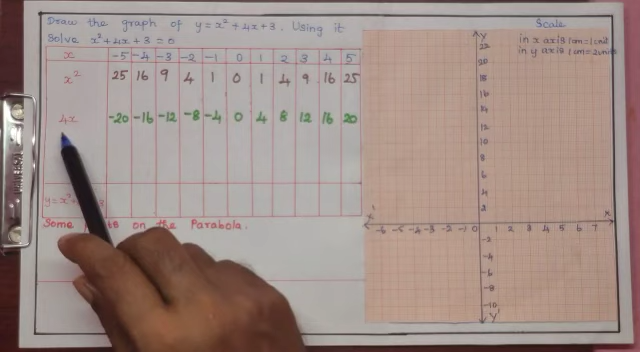 Draw the graph of y = x² + 4x + 3. Using it
Solve x² + 4x + 3 = 0
x -5 -4 -3 -2 -1 0 1 2 3 4 5
x² 25 16 9 4 1 0 1 4 9 16 25
4x -20 -16 -12 -8 -4 0 4 8 12 16 20
y = x² 3
Some on the Parabola.
Scale
in x axis 1cm = 1unit
in y axis 1cm = 2units
Y
22
20
18
16
14
12
10
8
6
4
2
X' X
-6 -5 -4 -3 -2 -1 0 1 2 3 4 5 6 7
-2
-4
-6
-8
-10
Y'